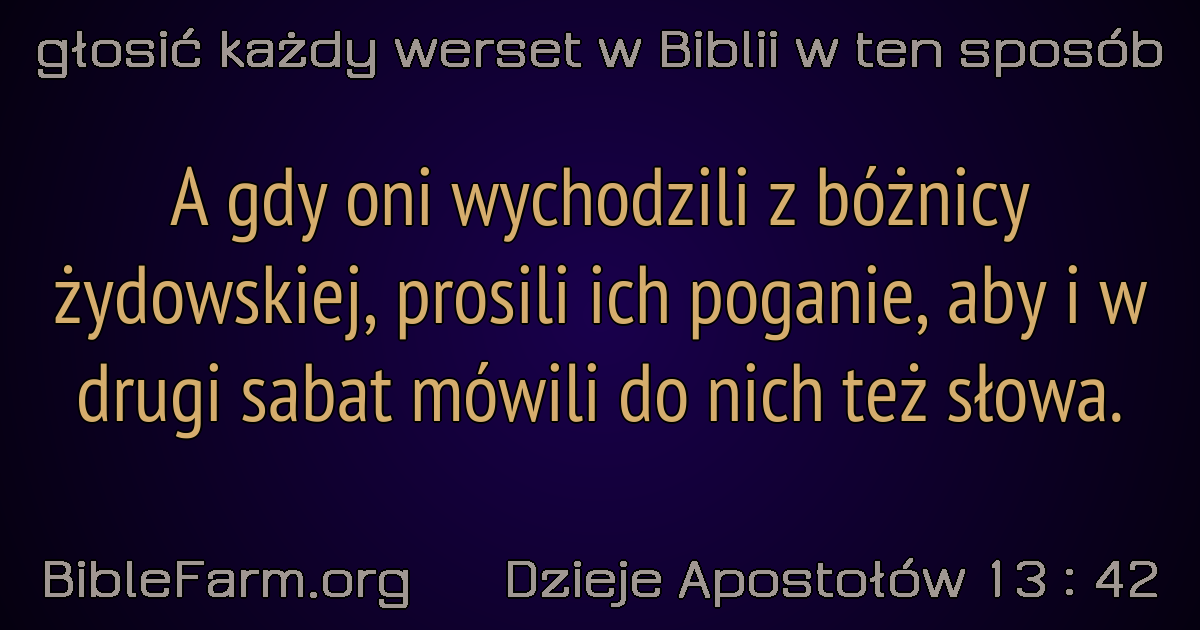 głosić każdy werset w Biblii w ten sposób
A gdy oni wychodzili z bóżnicy
żydowskiej, prosili ich poganie, aby i w
drugi sabat mówili do nich też słowa.
BibleFarm.org Dzieje Apostołów 13 : 42